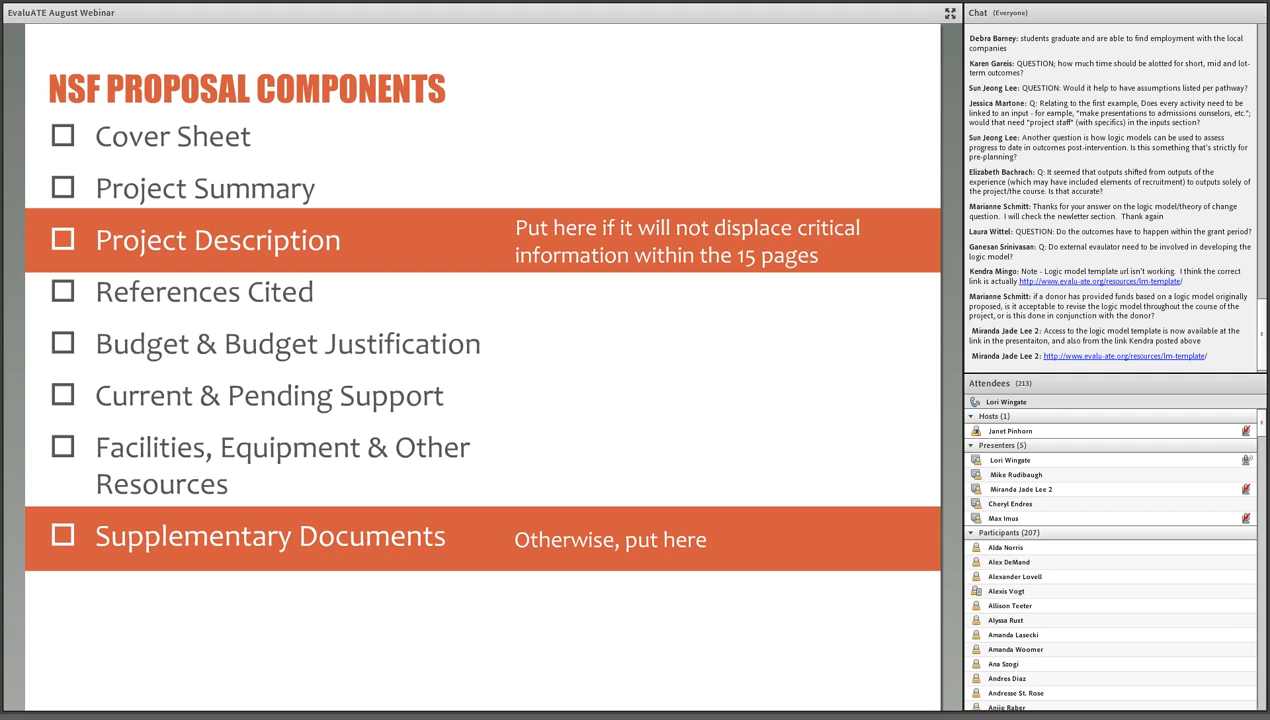 EvaluATE August Webinar
NSF PROPOSAL COMPONENTS
Cover Sheet
Project Summary
Project Description
Put here if it will not displace critical
information within the 15 pages
References Cited
Budget & Budget Justification
Current & Pending Support
Facilities, Equipment & Other
Resources
Supplementary Documents
Otherwise, put here
Chat (Everyone)
Debra Barney: students graduate and are able to find employment with the local
companies
Karen Gareis: QUESTION; how much time should be alotted for short, mid and lot-
term outcomes?
Sun Jeong Lee: QUESTION: Would it help to have assumptions listed per pathway?
Jessica Martone: Q: Relating to the first example, Does every activity need to be
linked to an input - for eample, "make presentations to admissions ounselors, etc.";
would that need "project staff" (with specifics) in the inputs section?
Sun Jeong Lee: Another question is how logic models can be used to assess
progress to date in outcomes post-intervention. Is this something that's strictly for
pre-planning?
Elizabeth Bachrach: Q: It seemed that outputs shifted from outputs of the
experience (which may have included elements of recruitment) to outputs solely of
the project/the course. Is that accurate?
Marianne Schmitt: Thanks for your answer on the logic model/theory of change
question. I will check the newletter section. Thank again
Laura Wittel: QUESTION: Do the outcomes have to happen within the grant period?
Ganesan Srinivasan: Q: Do external evaulator need to be involved in developing the
logic model?
Kendra Mingo: Note - Logic model template url isn't working. I think the correct
link is actually http://www.evalu-ate.org/resources/lm-template/
Marianne Schmitt: if a donor has provided funds based on a logic model originally
proposed, is it acceptable to revise the logic model throughout the course of the
project, or is this done in conjunction with the donor?
Miranda Jade Lee 2: Access to the logic model template is now available at the
link in the presentaiton, and also from the link Kendra posted above
Miranda Jade Lee 2: http://www.evalu-ate.org/resources/lm-template/
Attendees (213)
Lori Wingate
Hosts (1)
Janet Pinhorn
Presenters (5)
Lori Wingate
Mike Rudibaugh
Miranda Jade Lee 2
Cheryl Endres
Max Imus
Participants (207)
Alda Norris
Alex DeMand
Alexander Lovell
Alexis Vogt
Allison Teeter
Alyssa Rust
Amanda Lasecki
Amanda Woomer
Ana Szogi
Andres Diaz
Andresse St. Rose
Anjie Raber